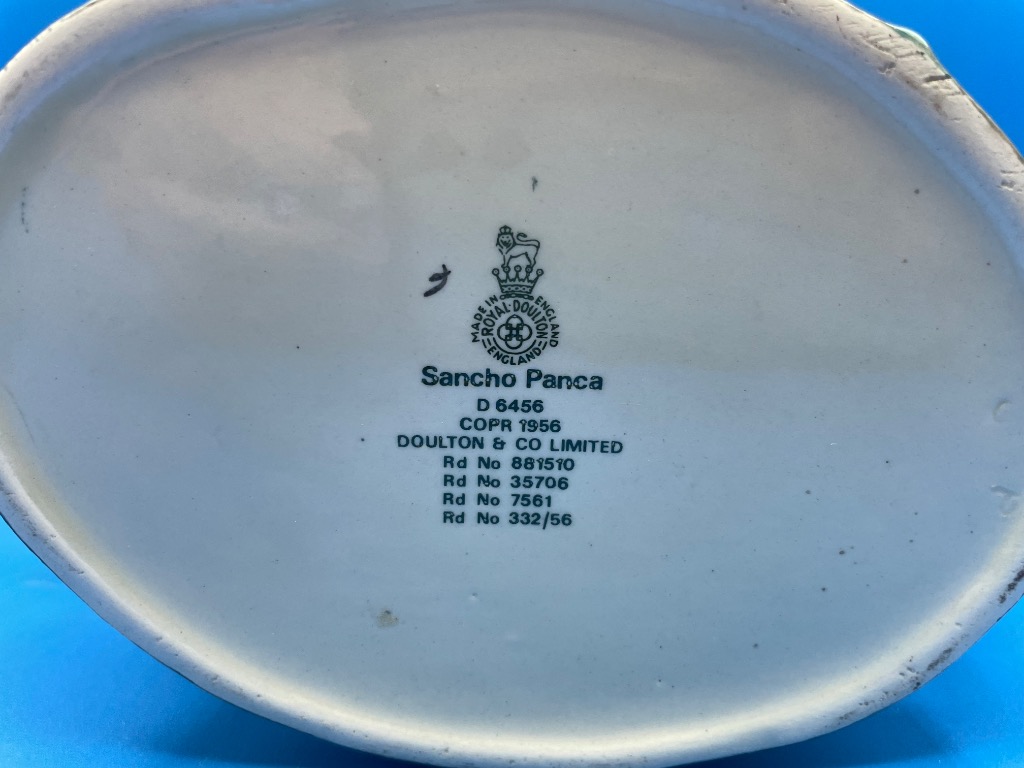 MADE IN ENGLAND
ROYAL·DOULTON
ENGLAND
Sancho Panca
D 6456
COPR 1956
DOULTON & CO LIMITED
Rd No 881510
Rd No 35706
Rd No 7561
Rd No 332/56